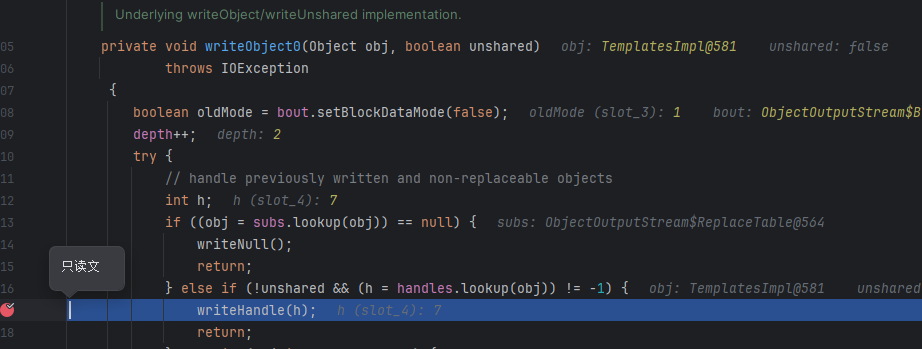 Underlying writeObject/writeUnshared implementation.
05 private void writeObject0(Object obj, boolean unshared) obj: TemplatesImpl@581 unshared: false
06 throws IOException
07 {
08 boolean oldMode = bout.setBlockDataMode(false); oldMode (slot_3): 1 bout: ObjectOutputStream$B
09 depth++; depth: 2
10 try {
11 // handle previously written and non-replaceable objects
12 int h; h (slot_4): 7
13 if ((obj = subs.lookup(obj)) == null) { subs: ObjectOutputStream$ReplaceTable@564
14 writeNull();
只读文
15 return;
16 } else if (!unshared && (h = handles.lookup(obj)) != -1) { obj: TemplatesImpl@581 unshared
writeHandle(h); h (slot_4): 7
18 return;